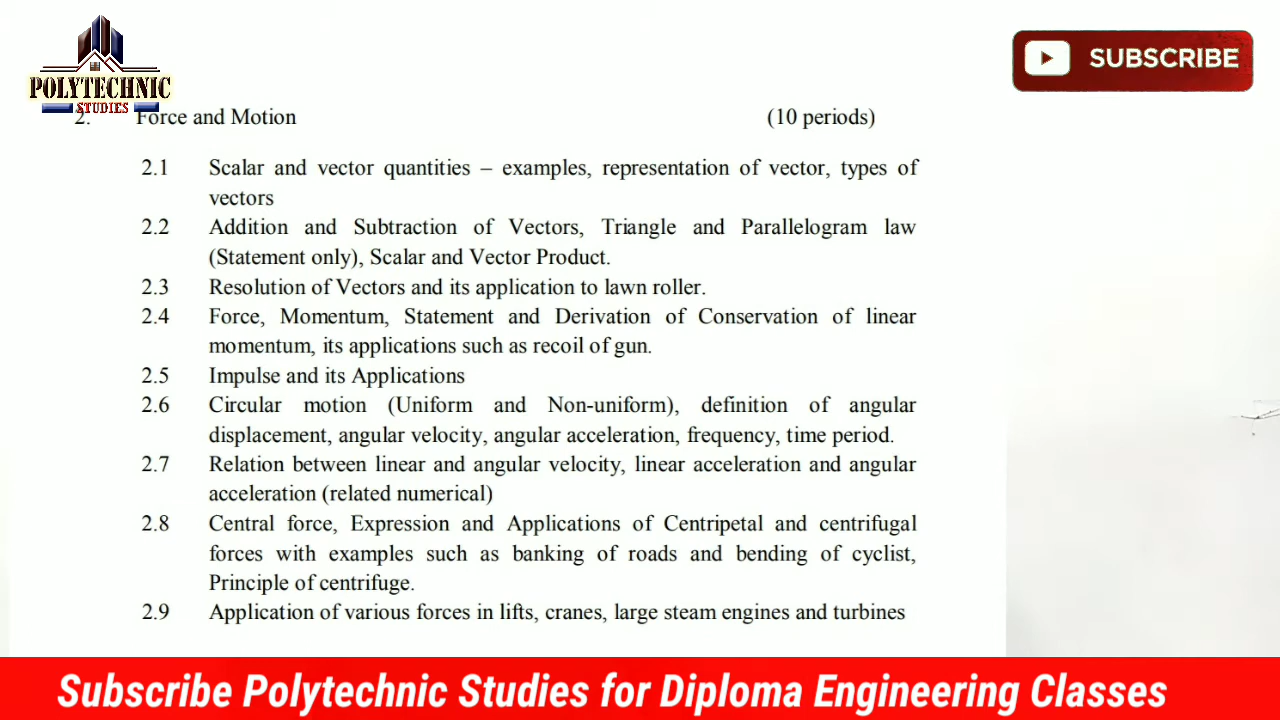 POLYTECHNIC
STUDIES
SUBSCRIBE
2. Force and Motion (10 periods)
2.1 Scalar and vector quantities – examples, representation of vector, types of
vectors
2.2 Addition and Subtraction of Vectors, Triangle and Parallelogram law
(Statement only), Scalar and Vector Product.
2.3 Resolution of Vectors and its application to lawn roller.
2.4 Force, Momentum, Statement and Derivation of Conservation of linear
momentum, its applications such as recoil of gun.
2.5 Impulse and its Applications
2.6 Circular motion (Uniform and Non-uniform), definition of angular
displacement, angular velocity, angular acceleration, frequency, time period.
2.7 Relation between linear and angular velocity, linear acceleration and angular
acceleration (related numerical)
2.8 Central force, Expression and Applications of Centripetal and centrifugal
forces with examples such as banking of roads and bending of cyclist,
Principle of centrifuge.
2.9 Application of various forces in lifts, cranes, large steam engines and turbines
Subscribe Polytechnic Studies for Diploma Engineering Classes